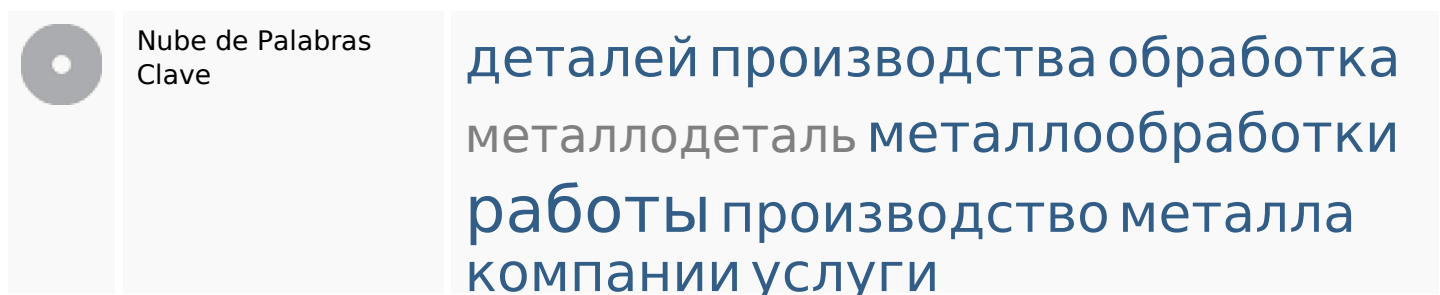 Nube de Palabras
Clave
деталей производства обработка
металлодеталь металлообработки
работы производство металла
компании услуги